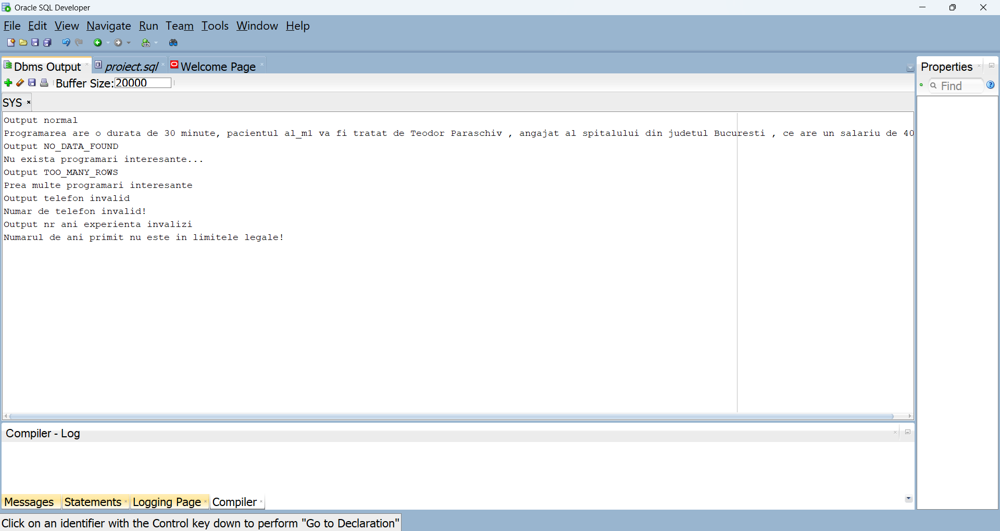 Oracle SQL Developer
File Edit View Navigate Run Team Tools Window Help
Dbms Output proiect.sql Welcome Page
Properties
Buffer Size: 20000
Find
SYS
Output normal
Programarea are o durata de 30 minute, pacientul al_m1 va fi tratat de Teodor Paraschiv , angajat al spitalului din judetul Bucuresti , ce are un salariu de 40
Output NO_DATA_FOUND
Nu exista programari interesante...
Output TOO_MANY_ROWS
Prea multe programari interesante
Output telefon invalid
Numar de telefon invalid!
Output nr ani experienta invalizi
Numarul de ani primit nu este in limitele legale!
Compiler - Log
Messages Statements Logging Page Compiler
Click on an identifier with the Control key down to perform "Go to Declaration"